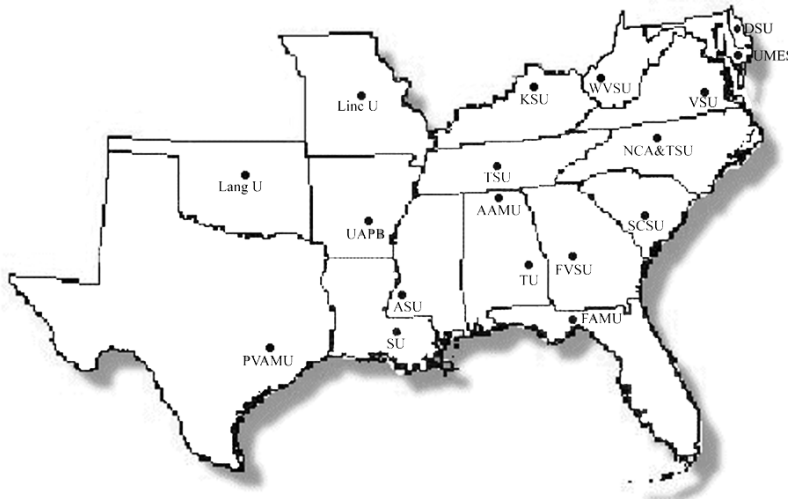 DSU
UMES
Linc U
KSU
WVSU
VSU
NCA&TSU
TSU
Lang U
AAMU
UAPB
SCSU
TU
FVSU
ASU
FAMU
SU
PVAMU